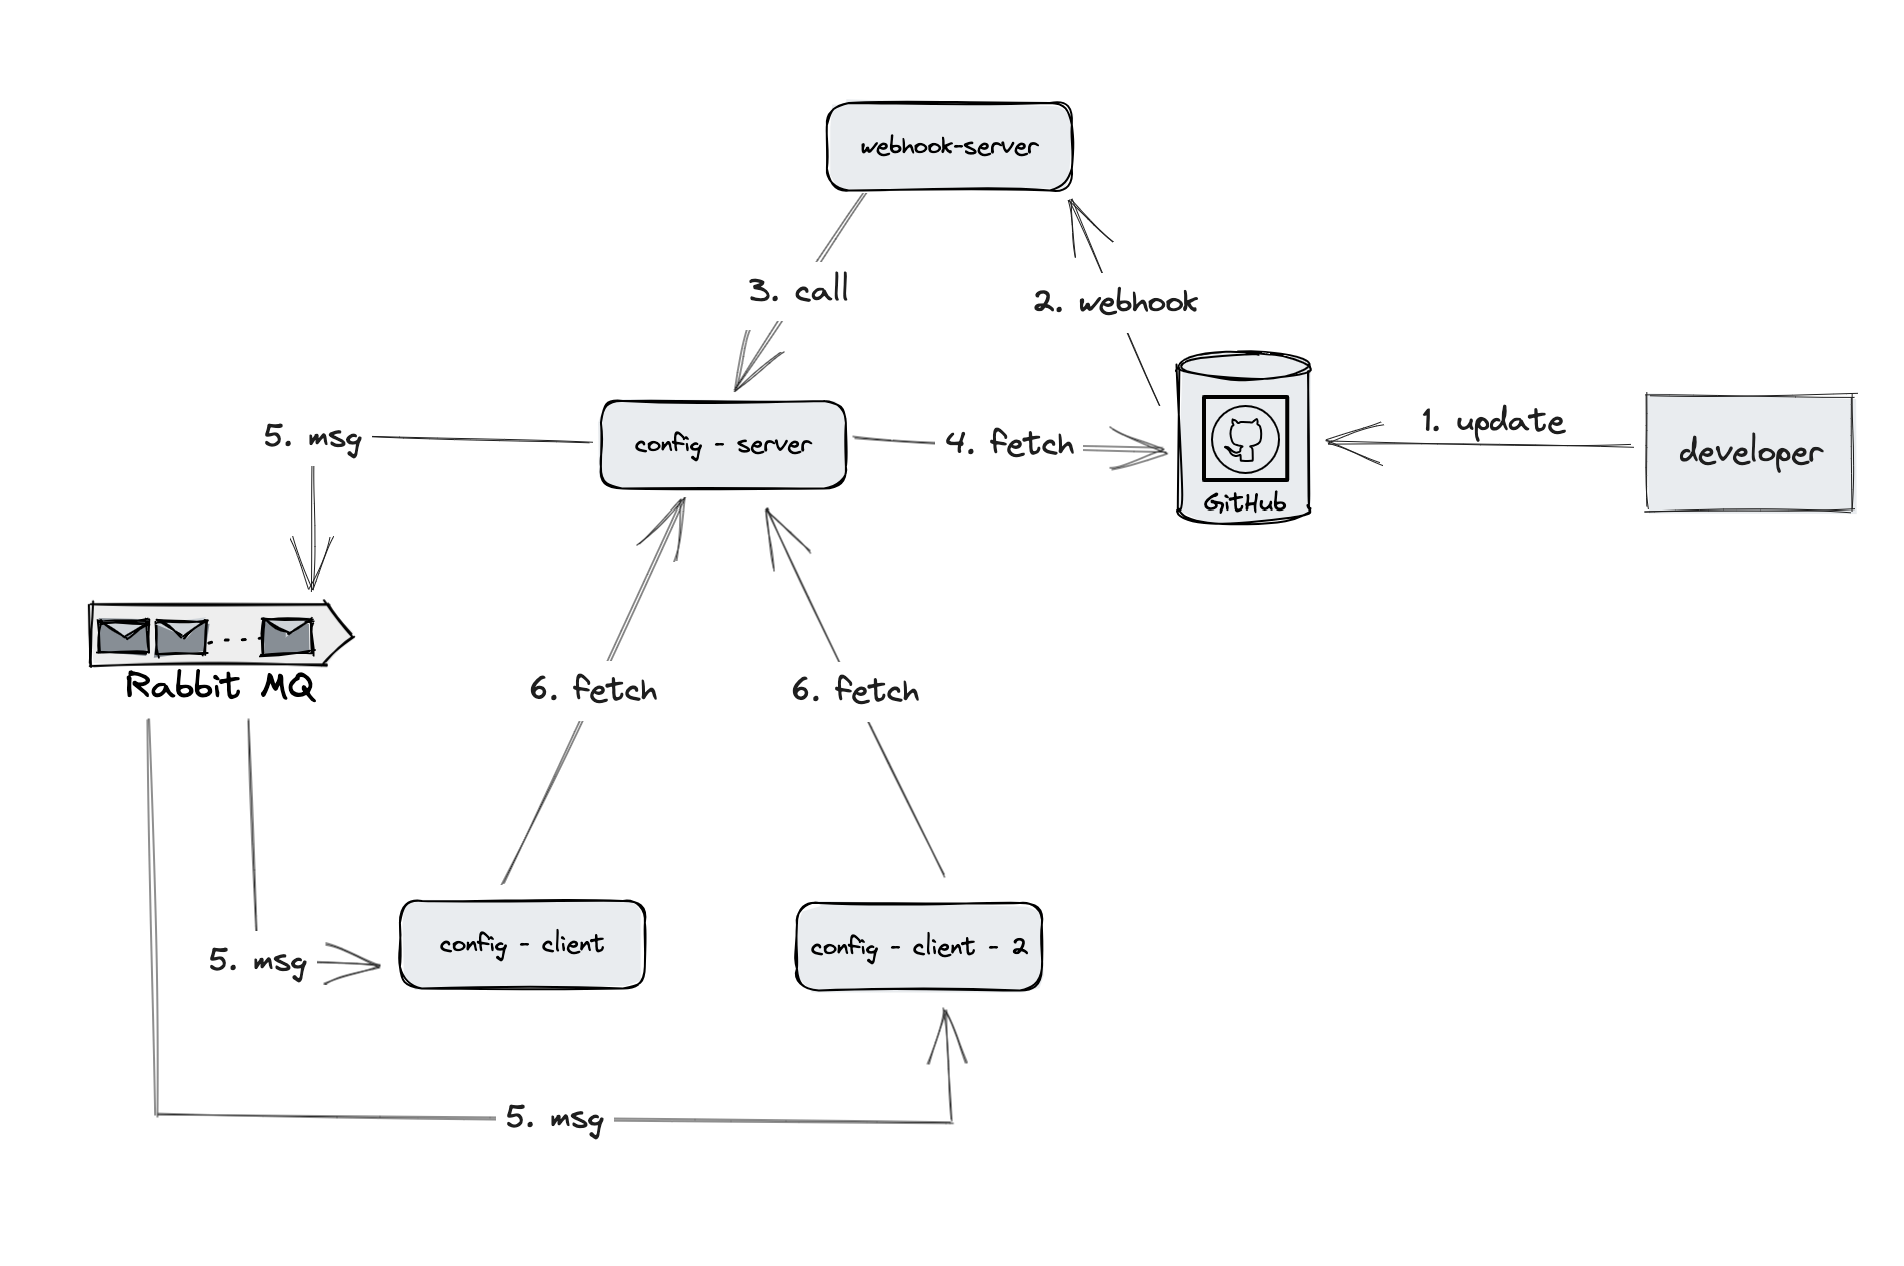 webhook-server
3. call
2. webhook
5. msg
config - server
4. fetch
1. update
developer
GitHub
Rabbit MQ
6. fetch
6. fetch
5. msg
config - client
config - client - 2
5. msg